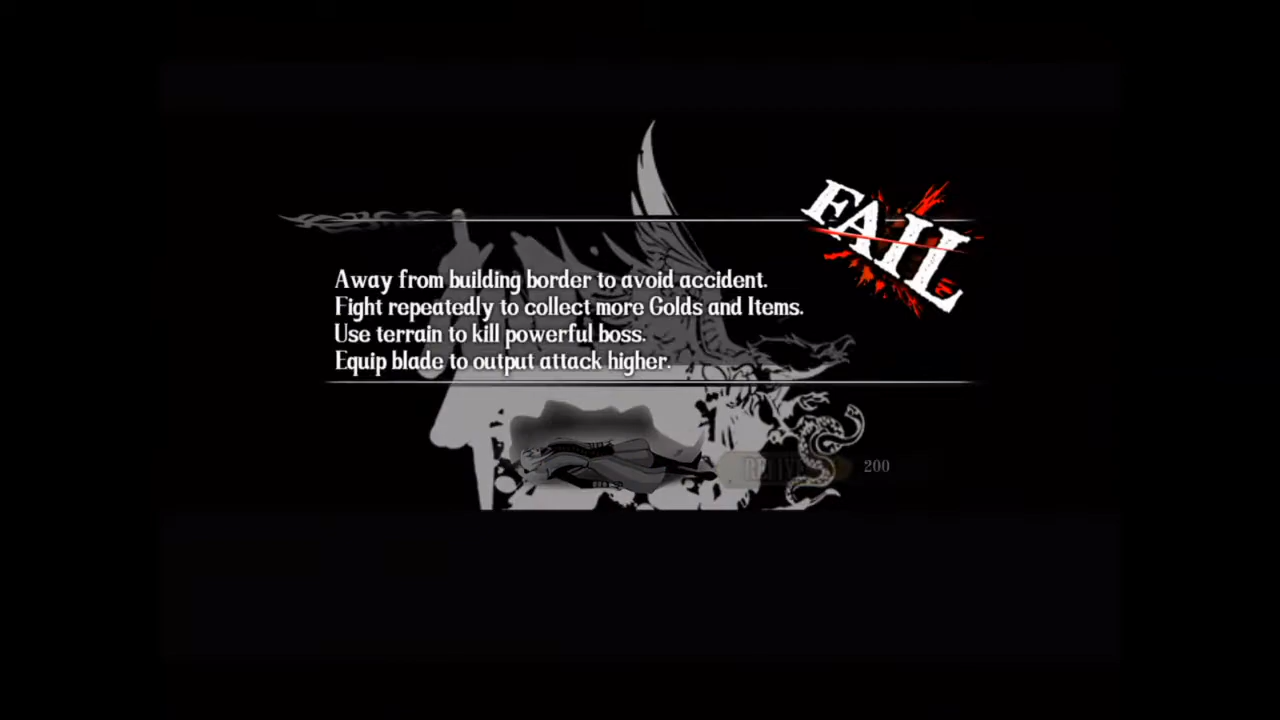 FAIL
Away from building border to avoid accident.
Fight repeatedly to collect more Golds and Items.
Use terrain to kill powerful boss.
Equip blade to output attack higher.
200